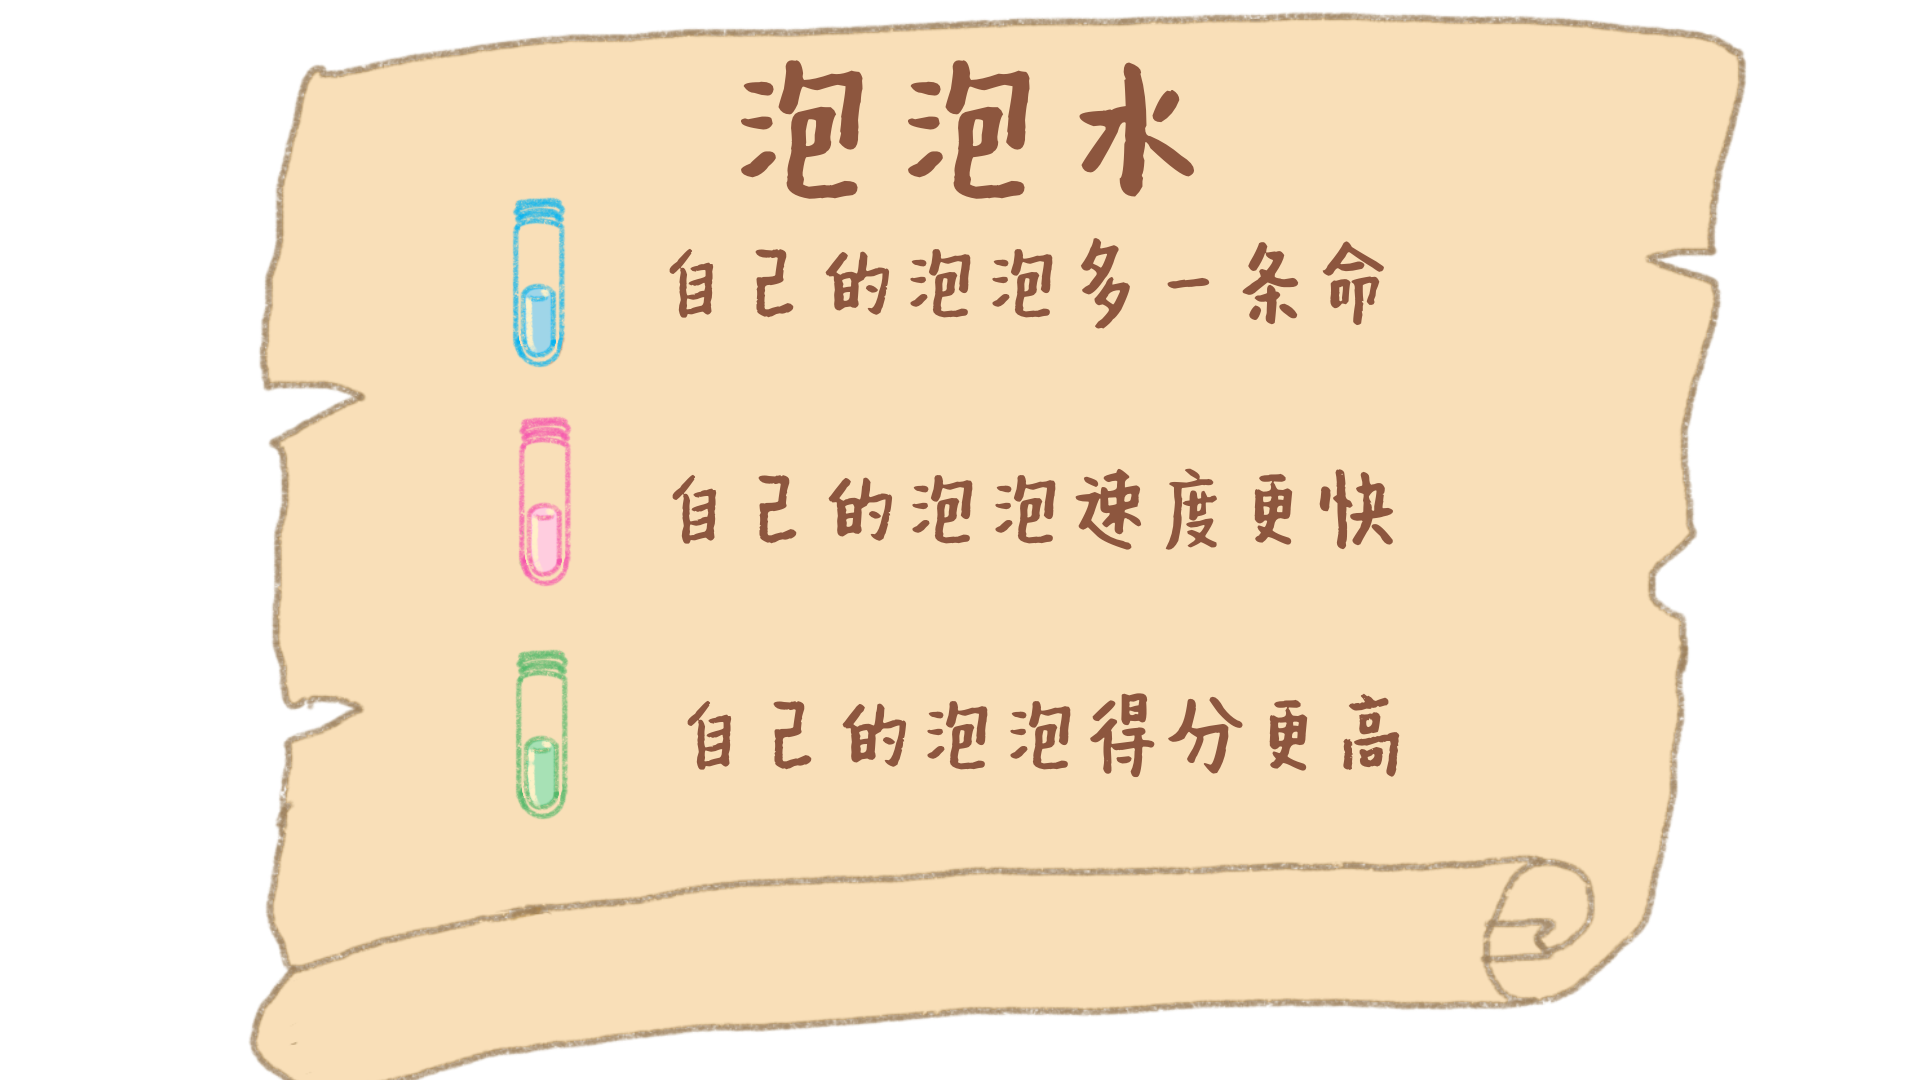 泡泡水
自己的泡泡多一条命
自己的泡泡速度更快
自己的泡泡得分更高